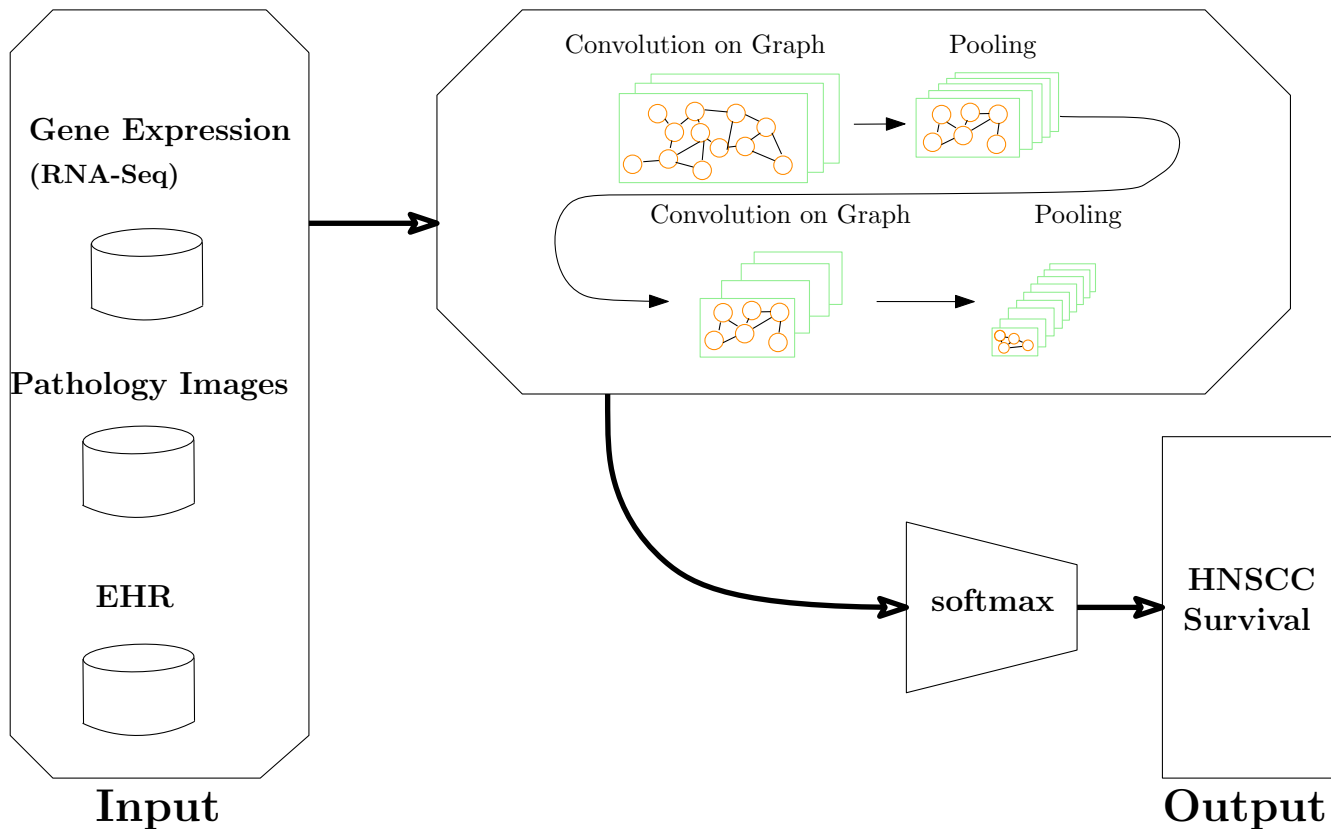 Gene Expression
(RNA-Seq)
Pathology Images
EHR
Input
Convolution on Graph
Pooling
Convolution on Graph
Pooling
softmax
HNSCC
Survival
Output